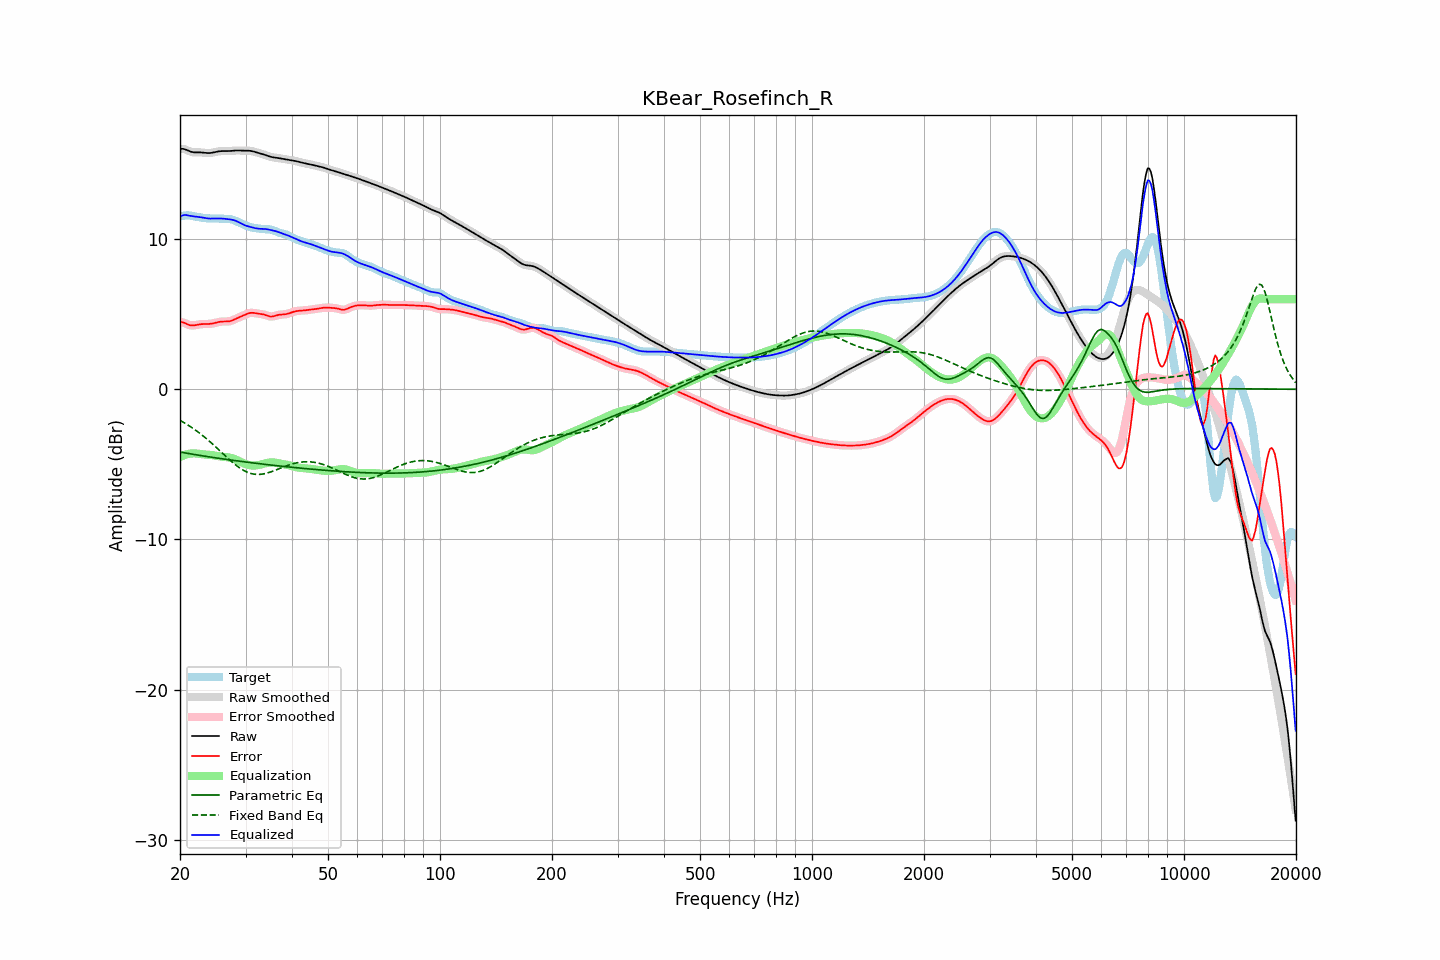 KBear_Rosefinch_R
Amplitude (dBr)
10
0
−10
−20
−30
Target
Raw Smoothed
Error Smoothed
Raw
Error
Equalization
Parametric Eq
Fixed Band Eq
Equalized
20 50 100 200 500 1000 2000 5000 10000 20000
Frequency (Hz)